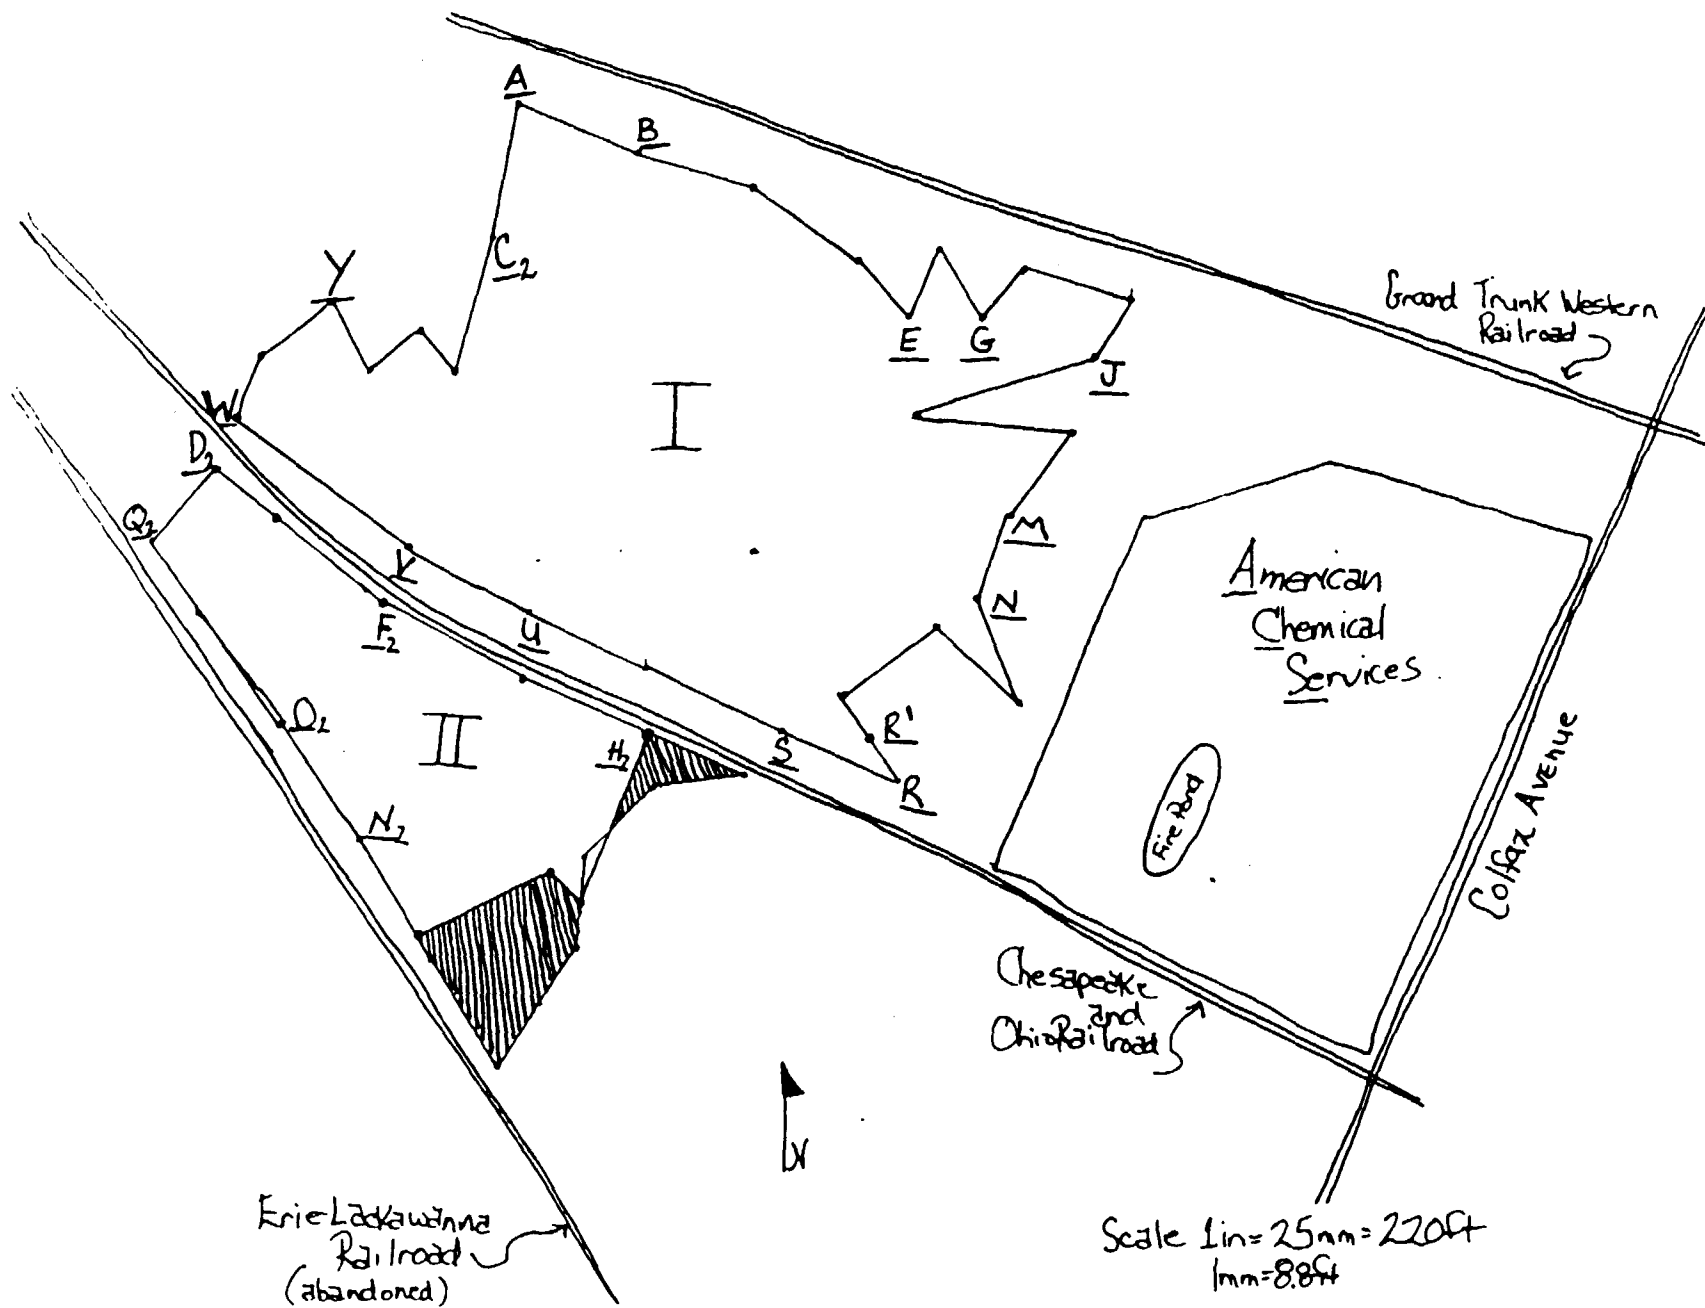 A
B
C2
Y
Grand Trunk Western
Railroad
E
G
J
I
W
D2
Q2
M
American
Chemical
Services
V
N
F2
U
O2
II
H2
S
R'
R
Fire Pond
Colfax Avenue
N2
Chesapeake
and
Ohio Railroad
N
Erie Lackawanna
Railroad
(abandoned)
Scale 1in= 25mm= 220ft
1mm=8.8ft